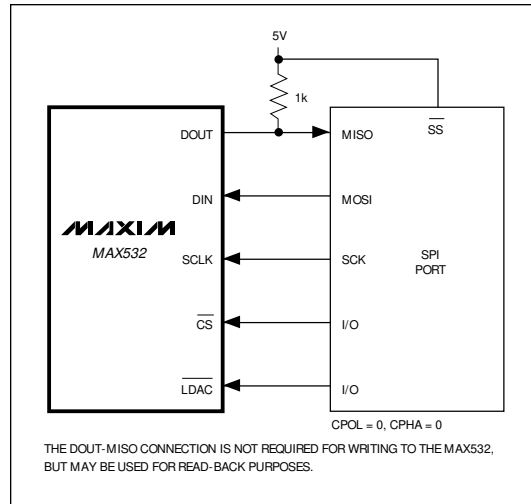 5V
1k
DOUT
MISO
SS
DIN
MOSI
MAXIM
MAX532
SCLK
SCK
SPI
PORT
CS
I/O
LDAC
I/O
CPOL = 0, CPHA = 0
THE DOUT-MISO CONNECTION IS NOT REQUIRED FOR WRITING TO THE MAX532,
BUT MAY BE USED FOR READ-BACK PURPOSES.